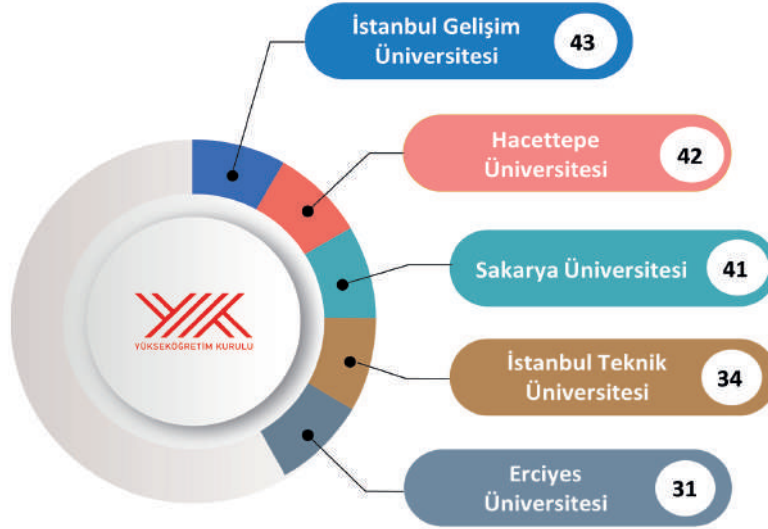 İstanbul Gelişim
Üniversitesi
43
Hacettepe
Üniversitesi
42
Sakarya Üniversitesi
41
İstanbul Teknik
Üniversitesi
34
Erciyes
Üniversitesi
31
YÜKSEKÖĞRETİM KURULU